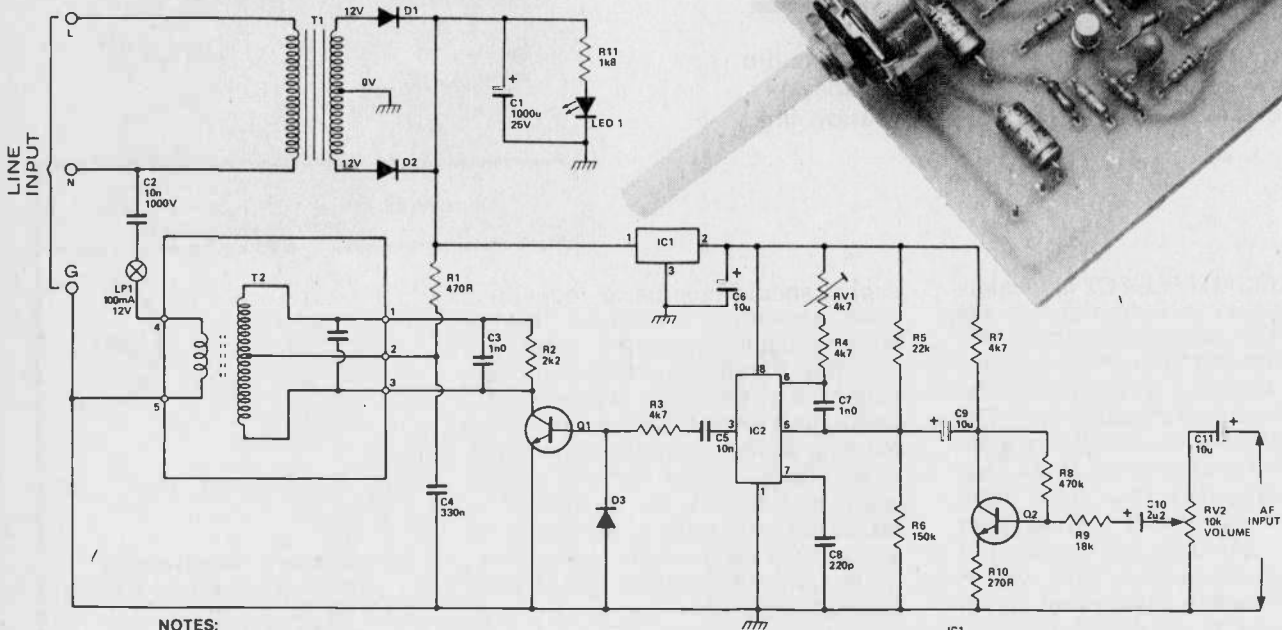 LINE INPUT
L
N
G
T1
12V
0V
12V
D1
D2
C1
1000u
25V
R11
1k8
LED 1
C2
10n
1000V
LP1
100mA
12V
4
5
T2
1
2
3
R1
470R
C3
1n0
R2
2k2
C4
330n
Q1
D3
R3
4k7
C5
10n
1
IC1
2
3
C6
10u
RV1
4k7
R4
4k7
6
C7
1n0
8
3
IC2
5
7
1
C8
220p
R5
22k
R6
150k
R7
4k7
C9
10u
Q2
R8
470k
R9
18k
R10
270R
C10
2u2
C11
10u
RV2
10k
VOLUME
AF
INPUT
NOTES:
IC1